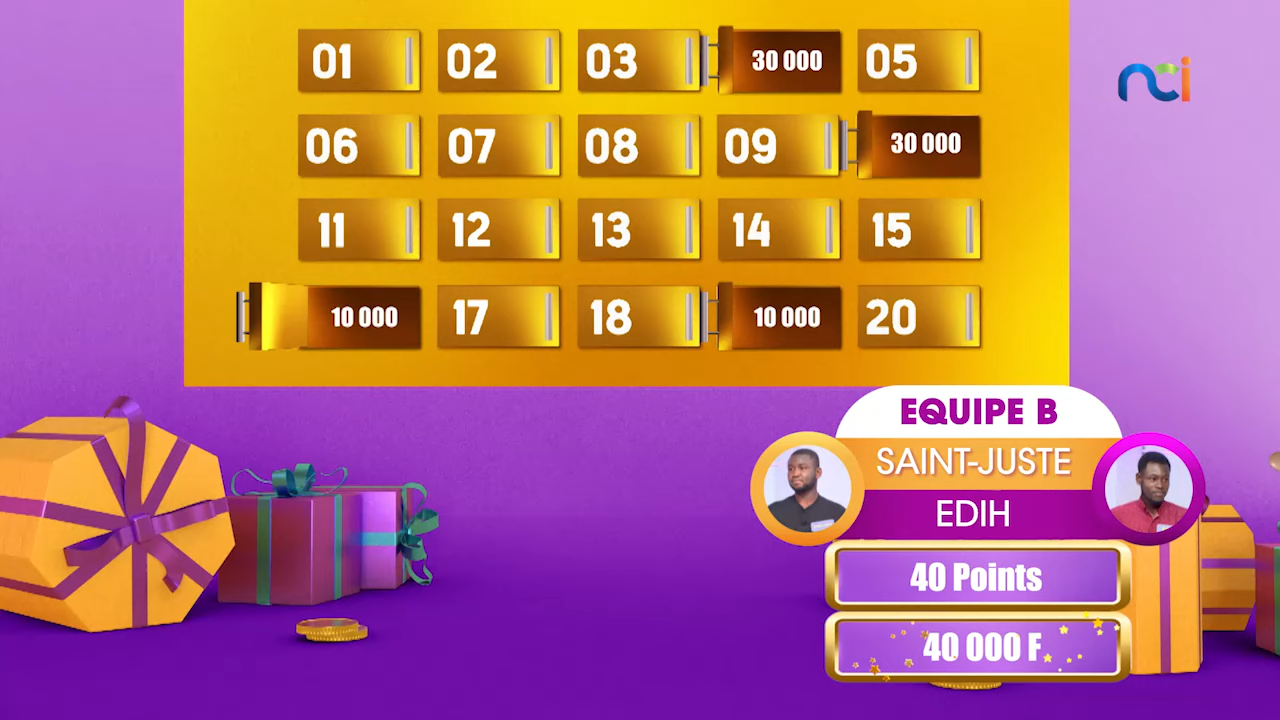 01 02 03 30 000 05
nci
06 07 08 09 30 000
11 12 13 14 15
10 000 17 18 10 000 20
EQUIPE B
SAINT-JUSTE
EDIH
40 Points
40 000 F